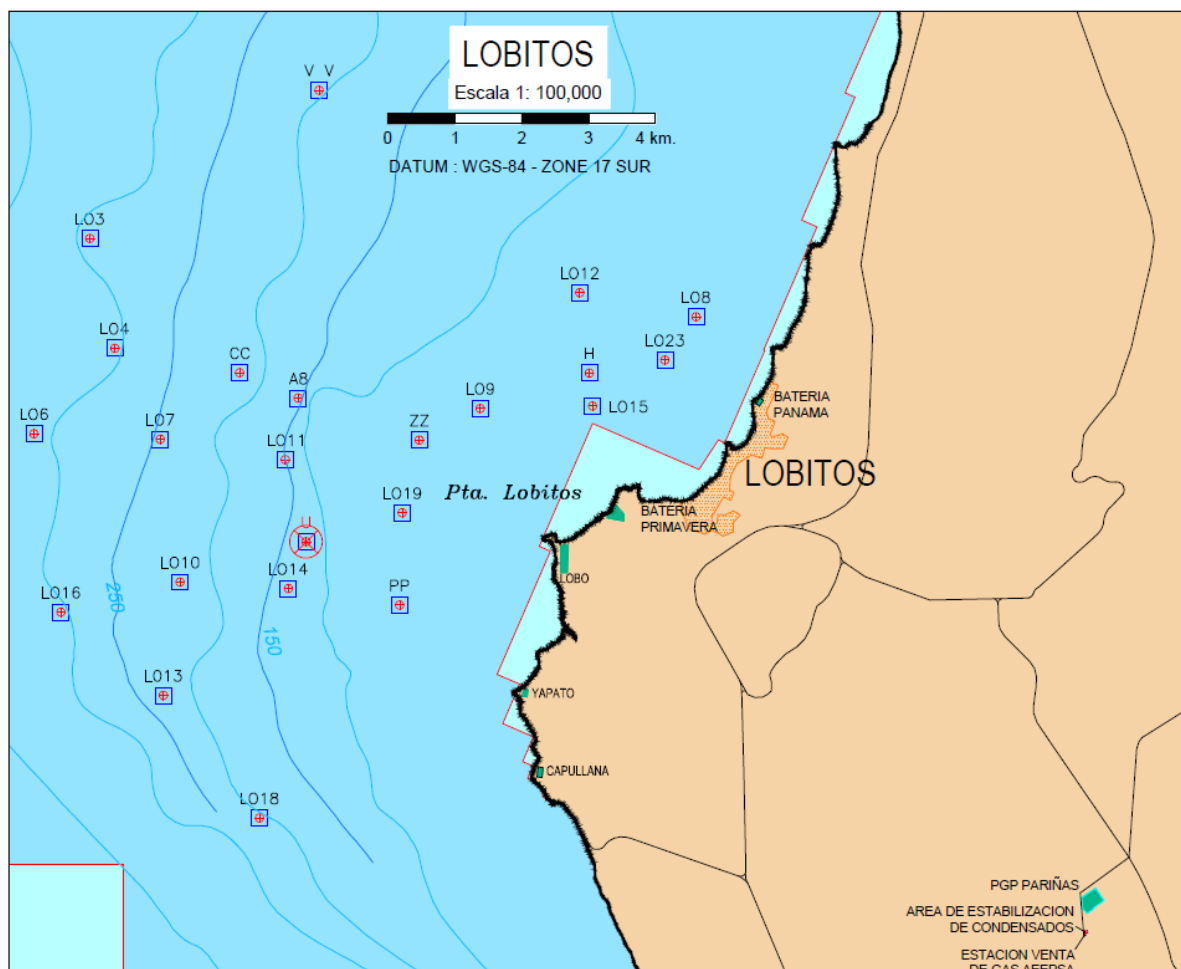 V V
LOBITOS
Escala 1: 100,000
0 1 2 3 4 km.
DATUM : WGS-84 - ZONE 17 SUR
LO3
LO12
LO8
LO4
CC
H
LO23
A8
LO9
LO15
BATERIA
PANAMA
LO6
LO7
ZZ
LO11
LOBITOS
Pta. Lobitos
LO19
BATERIA
PRIMAVERA
U
LO10
LO14
LOBO
PP
LO16
250
150
LO13
YAPATO
CAPULLANA
LO18
PGP PARIÑAS
AREA DE ESTABILIZACION
DE CONDENSADOS
ESTACION VENTA